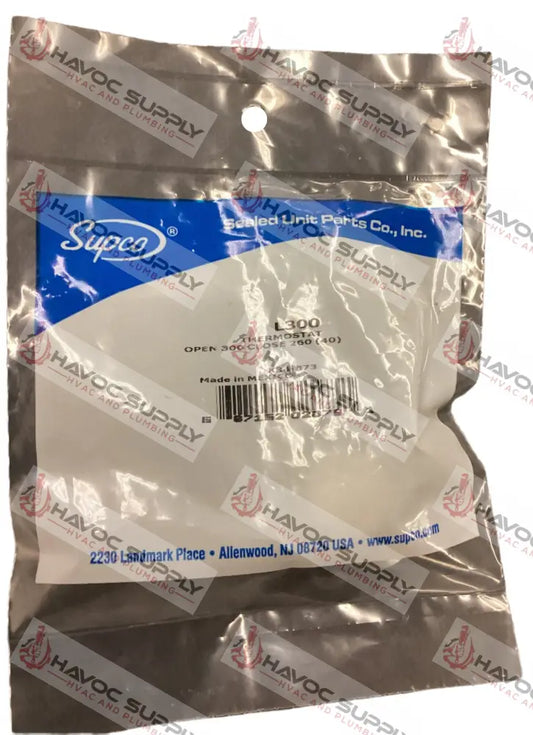 Supco®
Sealed Unit Parts Co., Inc.
L300
THERMOSTAT
OPEN 300 CLOSE 260 (40)
Made in
2230 Landmark Place • Allenwood, NJ 08720 USA • www.supco.com
HAVOC SUPPLY
HVAC AND PLUMBING